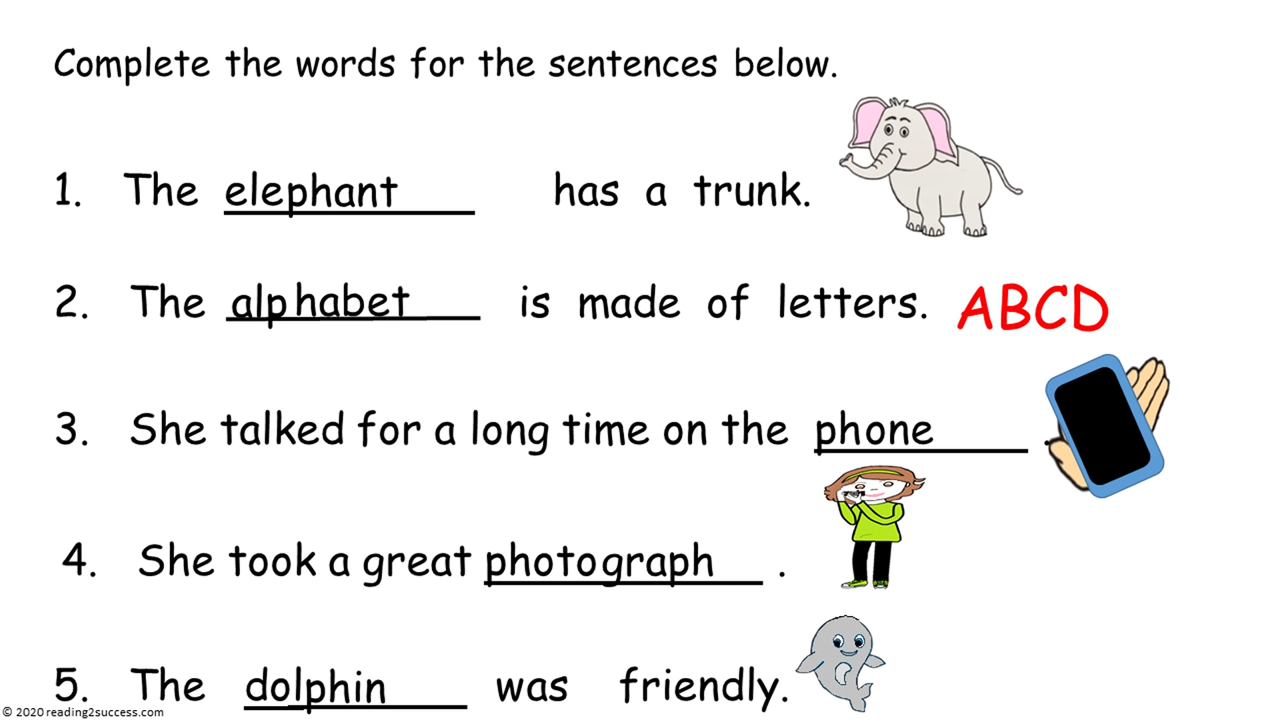 Complete the words for the sentences below.
1. The elephant has a trunk.
2. The alphabet is made of letters. ABCD
3. She talked for a long time on the phone .
4. She took a great photograph .
5. The dolphin was friendly.
© 2020 reading2success.com